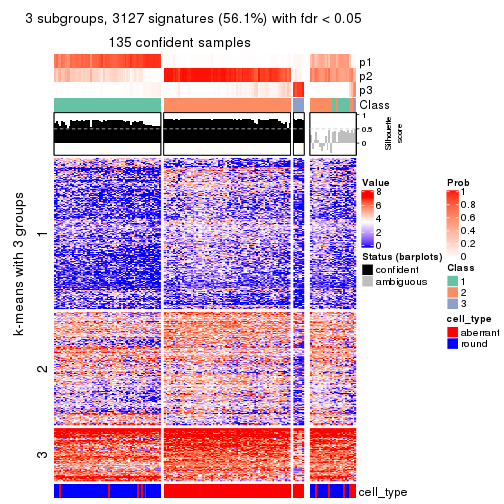 3 subgroups, 3127 signatures (56.1%) with fdr < 0.05
135 confident samples
p1
p2
p3
Class
1
0.5
0
Silhouette
score
k-means with 3 groups
1
2
3
cell_type
Value
8
6
4
2
0
Status (barplots)
confident
ambiguous
Prob
1
0.8
0.6
0.4
0.2
0
Class
1
2
3
cell_type
aberrant
round